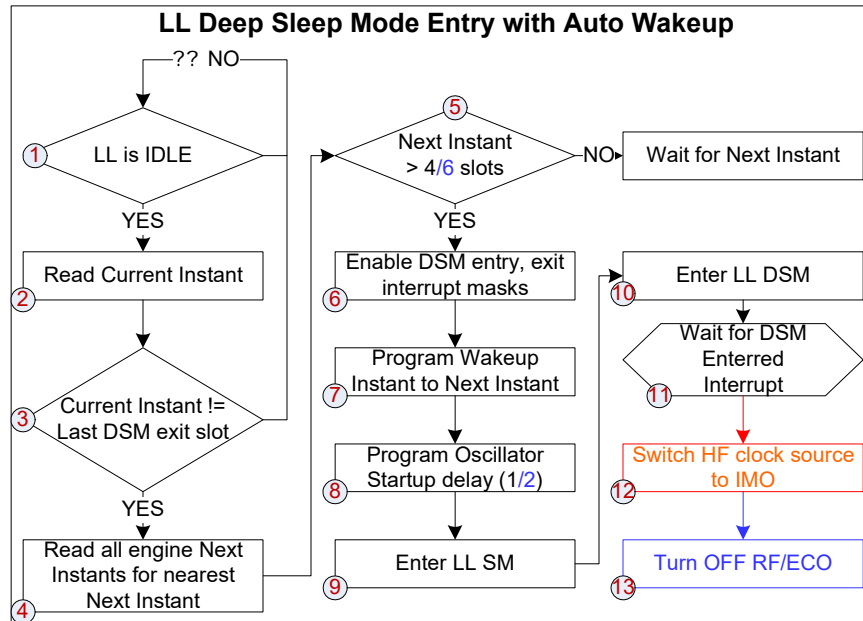 LL Deep Sleep Mode Entry with Auto Wakeup
?? NO
1
LL is IDLE
YES
2
Read Current Instant
3
Current Instant !=
Last DSM exit slot
YES
4
Read all engine Next
Instants for nearest
Next Instant
5
Next Instant
> 4/6 slots
NO
Wait for Next Instant
YES
6
Enable DSM entry, exit
interrupt masks
7
Program Wakeup
Instant to Next Instant
8
Program Oscillator
Startup delay (1/2)
9
Enter LL SM
10
Enter LL DSM
11
Wait for DSM
Enterred
Interrupt
12
Switch HF clock source
to IMO
13
Turn OFF RF/ECO